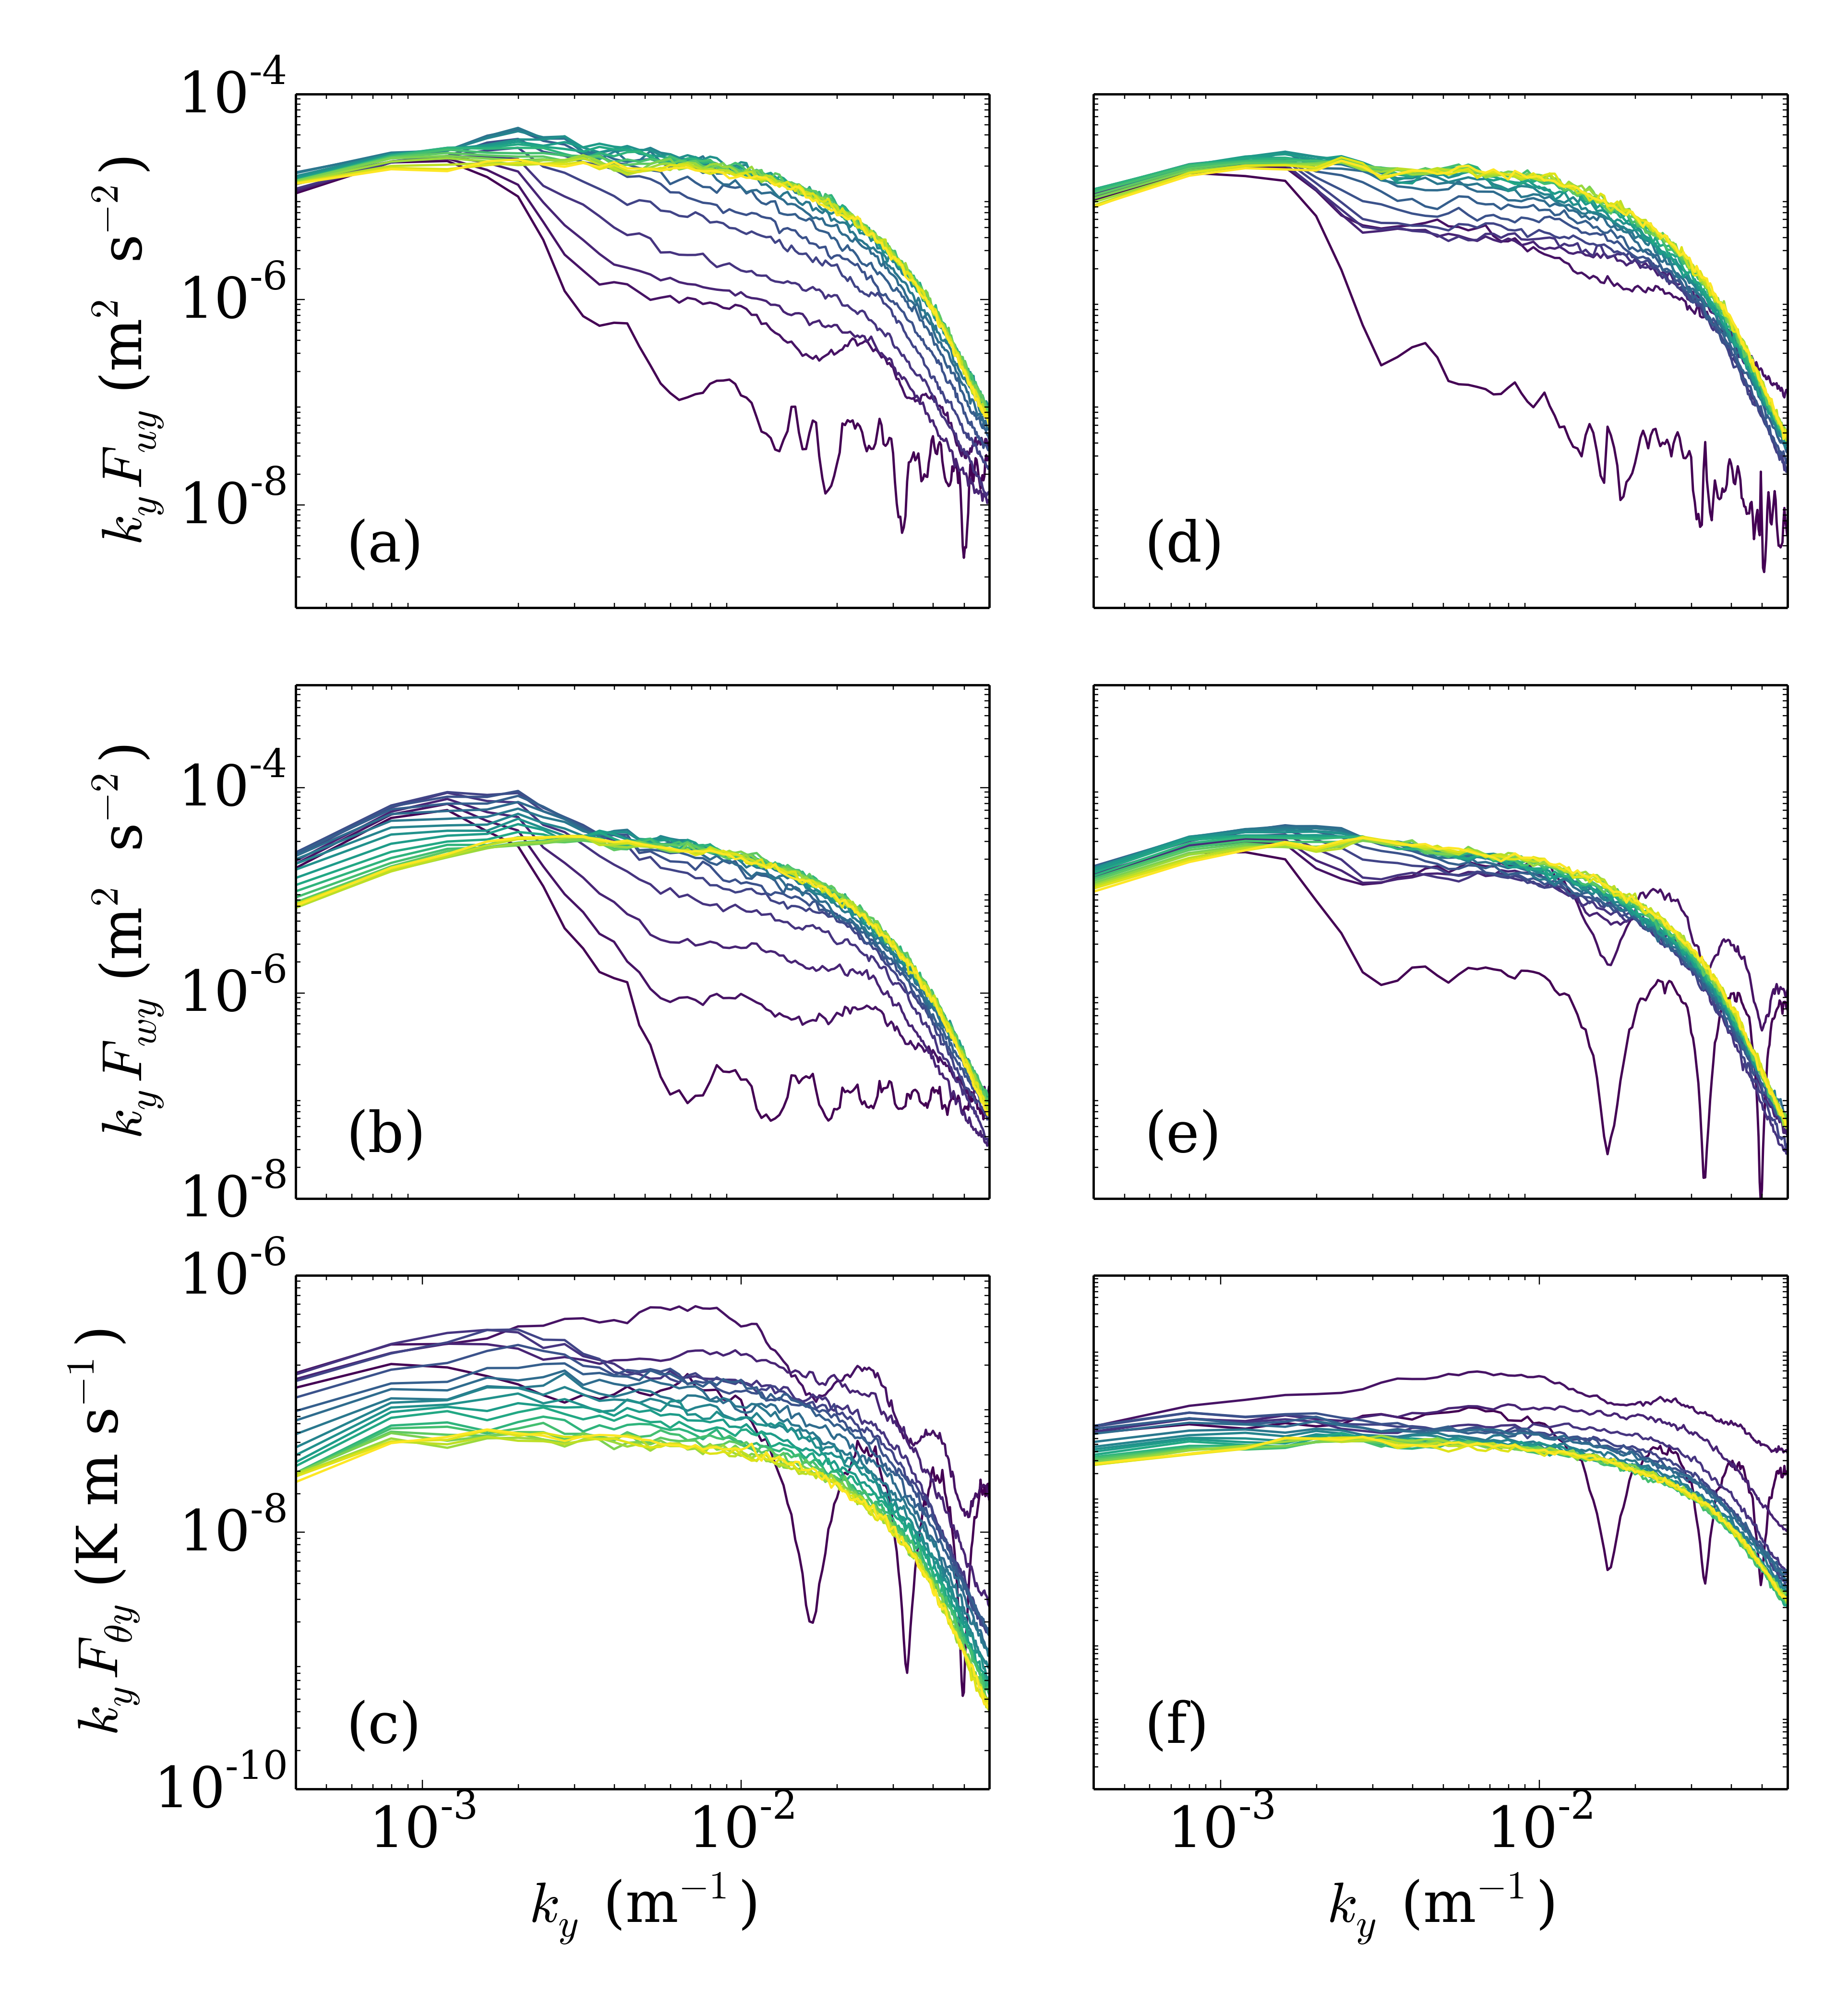 10^-4
10^-6
10^-8
k_y F_uy (m^2 s^−2)
(a)
(d)
10^-4
10^-6
10^-8
k_y F_wy (m^2 s^−2)
(b)
(e)
10^-6
10^-8
10^-10
k_y F_θy (K m s^−1)
(c)
(f)
10^-3 10^-2
10^-3 10^-2
k_y (m^−1)
k_y (m^−1)